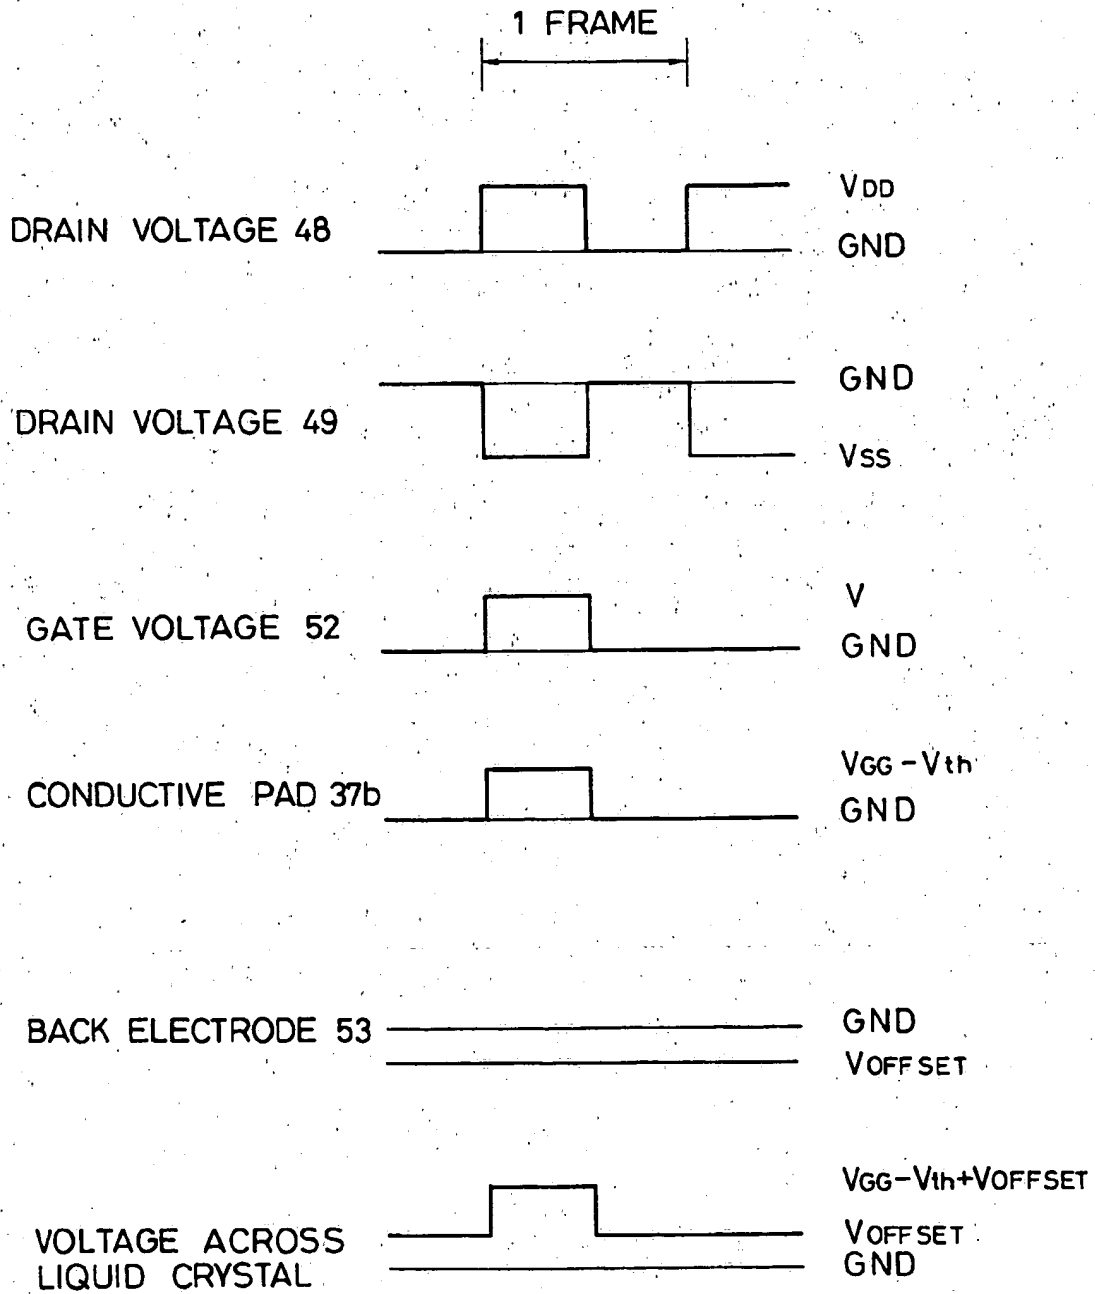 1 FRAME
DRAIN VOLTAGE 48
VDD
GND
DRAIN VOLTAGE 49
GND
VSS
GATE VOLTAGE 52
V
GND
CONDUCTIVE PAD 37b
VGG-Vth
GND
BACK ELECTRODE 53
GND
VOFFSET
VOLTAGE ACROSS
LIQUID CRYSTAL
VGG-Vth+VOFFSET
VOFFSET
GND